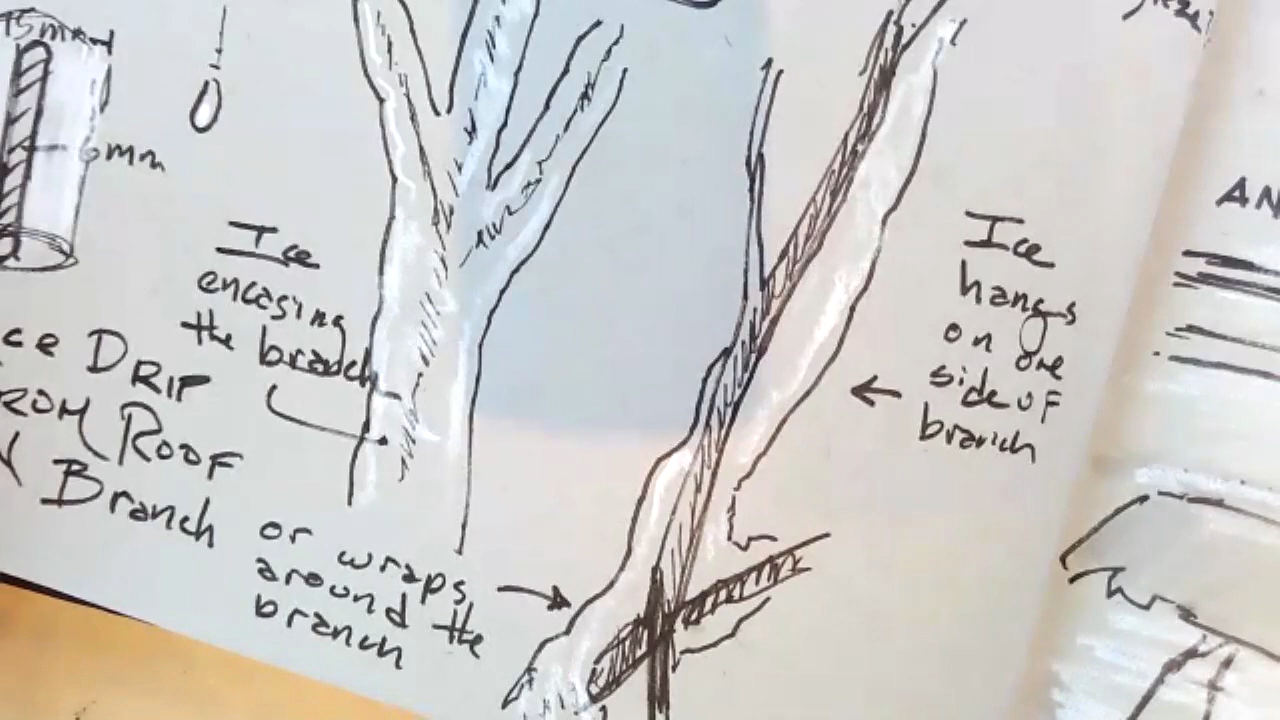 6mm
Ice
encasing
the branch
ce DRIP
ROM ROOF
N Branch
or wraps
around the
branch
Ice
hangs
on one
side of
branch
AN